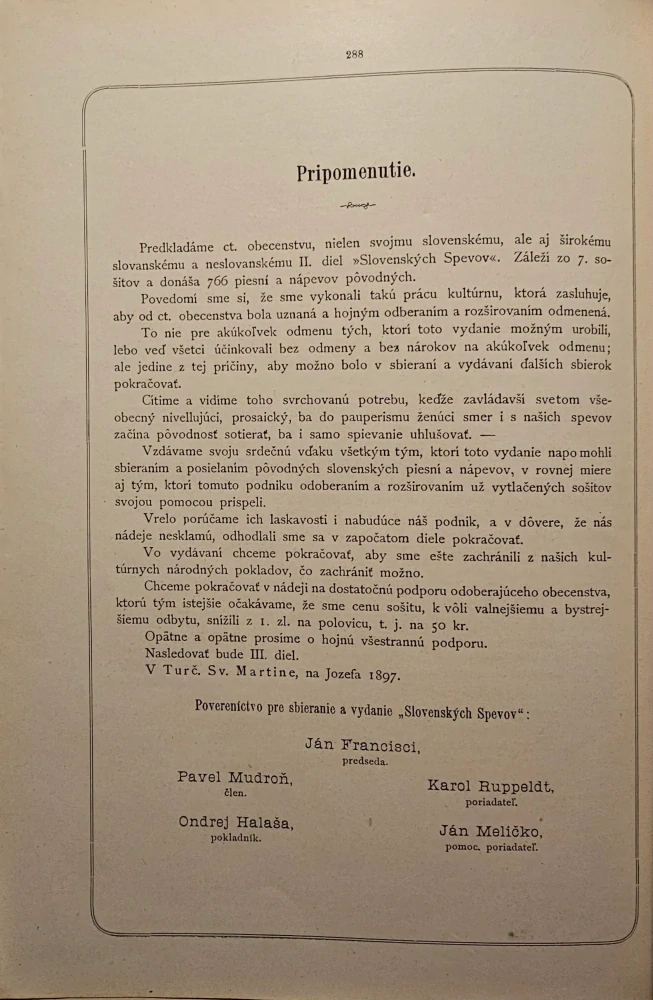 288
Pripomenutie.
Predkladáme ct. obecenstvu, nielen svojmu slovenskému, ale aj širokému
slovanskému a neslovanskému II. diel »Slovenských Spevov«. Záleží zo 7. so-
šitov a donáša 766 piesní a nápevov pôvodných.
Povedomí sme si, že sme vykonali takú prácu kultúrnu, ktorá zasluhuje,
aby od ct. obecenstva bola uznaná a hojným odberaním a rozširovaním odmenená.
To nie pre akúkoľvek odmenu tých, ktorí toto vydanie možným urobili,
lebo veď všetci účinkovali bez odmeny a bez nárokov na akúkoľvek odmenu;
ale jedine z tej príčiny, aby možno bolo v sbieraní a vydávaní ďalších sbierok
pokračovať.
Cítime a vidíme toho svrchovanú potrebu, keďže zavládavší svetom vše-
obecný nivellujúci, prosaický, ba do pauperismu ženúci smer i s našich spevov
začína pôvodnosť sotierať, ba i samo spievanie uhlušovať. —
Vzdávame svoju srdečnú vďaku všetkým tým, ktorí toto vydanie napomohli
sbieraním a posielaním pôvodných slovenských piesní a nápevov, v rovnej miere
aj tým, ktorí tomuto podniku odoberaním a rozširovaním už vytlačených sošitov
svojou pomocou prispeli.
Vrelo porúčame ich laskavosti i nabudúce náš podnik, a v dôvere, že nás
nádeje nesklamú, odhodlali sme sa v započatom diele pokračovať.
Vo vydávaní chceme pokračovať, aby sme ešte zachránili z našich kul-
túrnych národných pokladov, čo zachrániť možno.
Chceme pokračovať v nádeji na dostatočnú podporu odoberajúceho obecenstva,
ktorú tým istejšie očakávame, že sme cenu sošitu, k vôli valnejšiemu a bystrej-
šiemu odbytu, snížili z 1. zl. na polovicu, t. j. na 50 kr.
Opätne a opätne prosíme o hojnú všestrannú podporu.
Nasledovať bude III. diel.
V Turč. Sv. Martine, na Jozefa 1897.
Povereníctvo pre sbieranie a vydanie „Slovenských Spevov“:
Ján Francisci,
predseda.
Pavel Mudroň,
člen.
Karol Ruppeldt,
poriadateľ.
Ondrej Halaša,
pokladník.
Ján Meličko,
pomoc. poriadateľ.